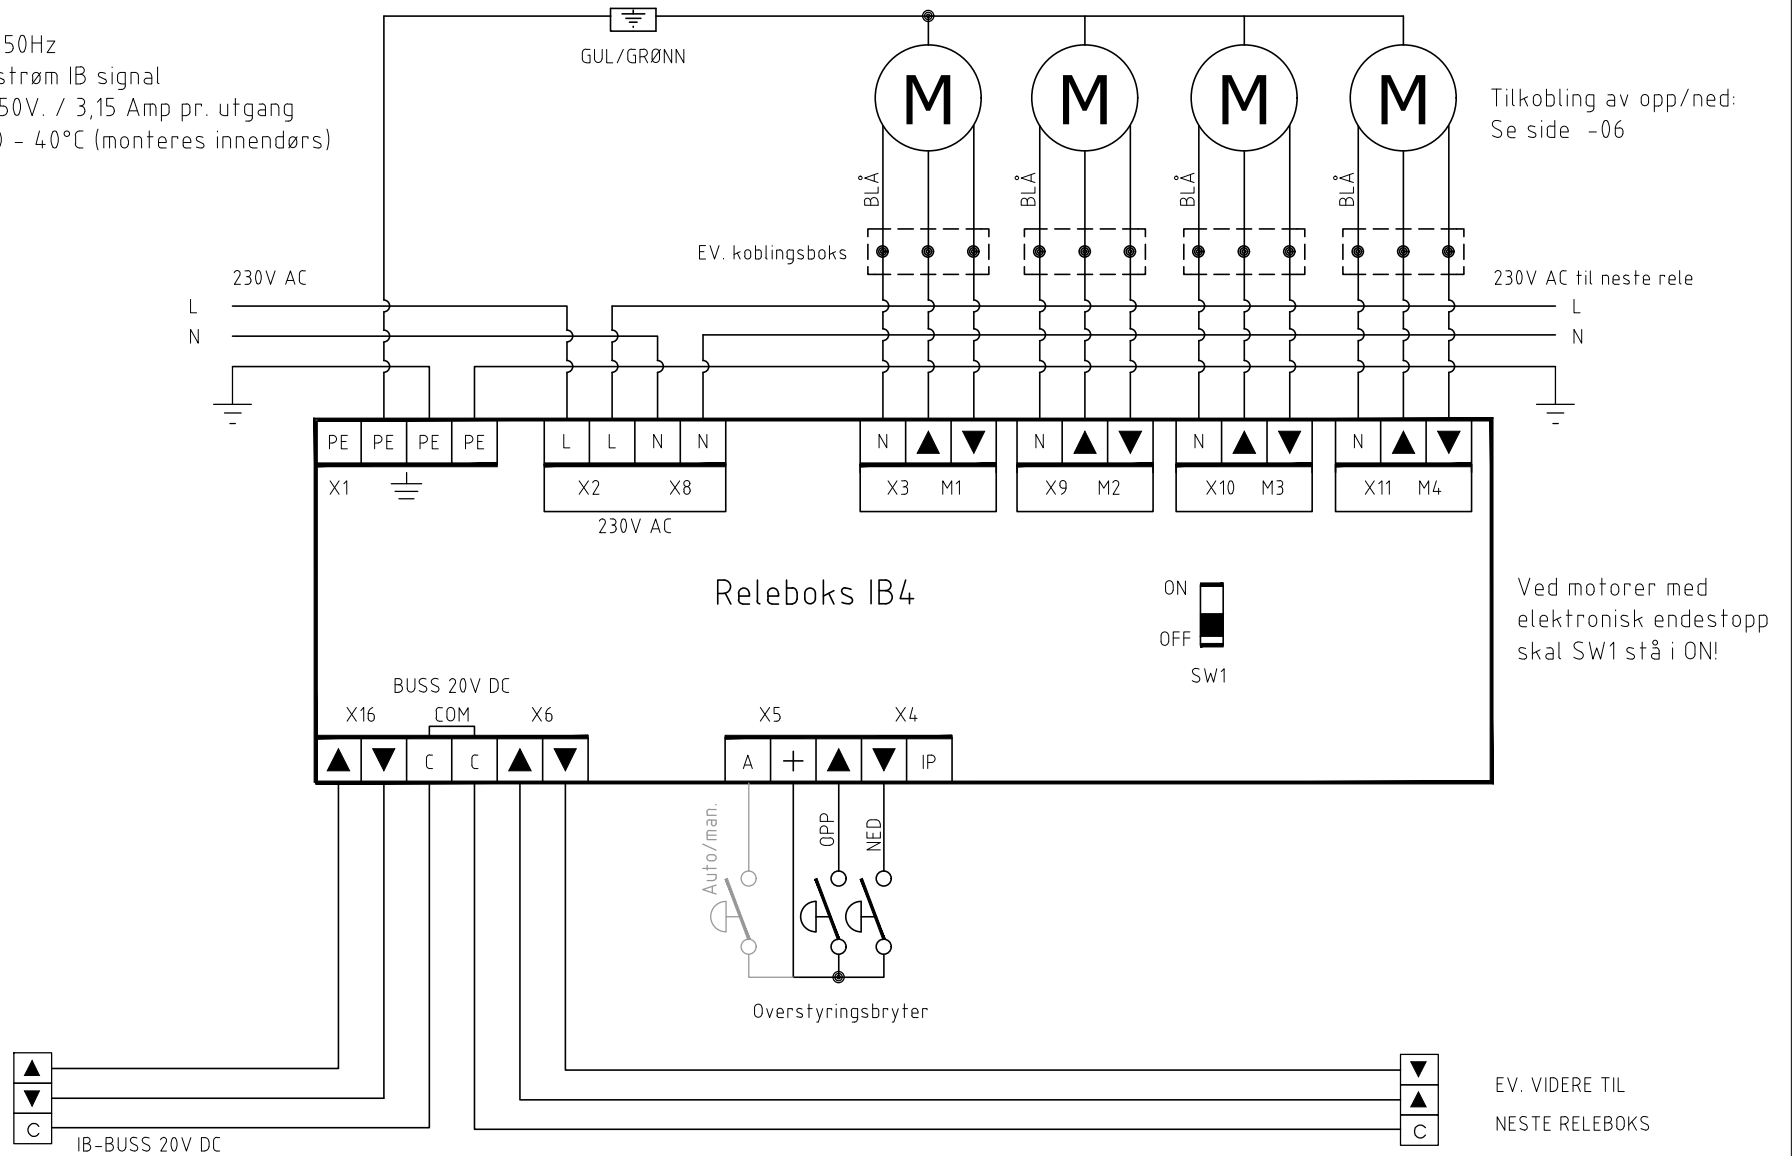 50Hz
strøm IB signal
50V. / 3,15 Amp pr. utgang
0 - 40°C (monteres innendørs)
GUL/GRØNN
M M M M
Tilkobling av opp/ned:
Se side -06
BLÅ BLÅ BLÅ BLÅ
EV. koblingsboks
230V AC
L
N
230V AC til neste rele
L
N
PE PE PE PE L L N N N ▲ ▼ N ▲ ▼ N ▲ ▼ N ▲ ▼
X1 X2 X8 X3 M1 X9 M2 X10 M3 X11 M4
230V AC
Releboks IB4
ON
OFF
SW1
Ved motorer med
elektronisk endestopp
skal SW1 stå i ON!
BUSS 20V DC
X16 COM X6 X5 X4
▲ ▼ C C ▲ ▼ A + ▲ ▼ IP
Auto/man.
OPP
NED
Overstyringsbryter
▲
▼
C
IB-BUSS 20V DC
▼
▲
C
EV. VIDERE TIL
NESTE RELEBOKS